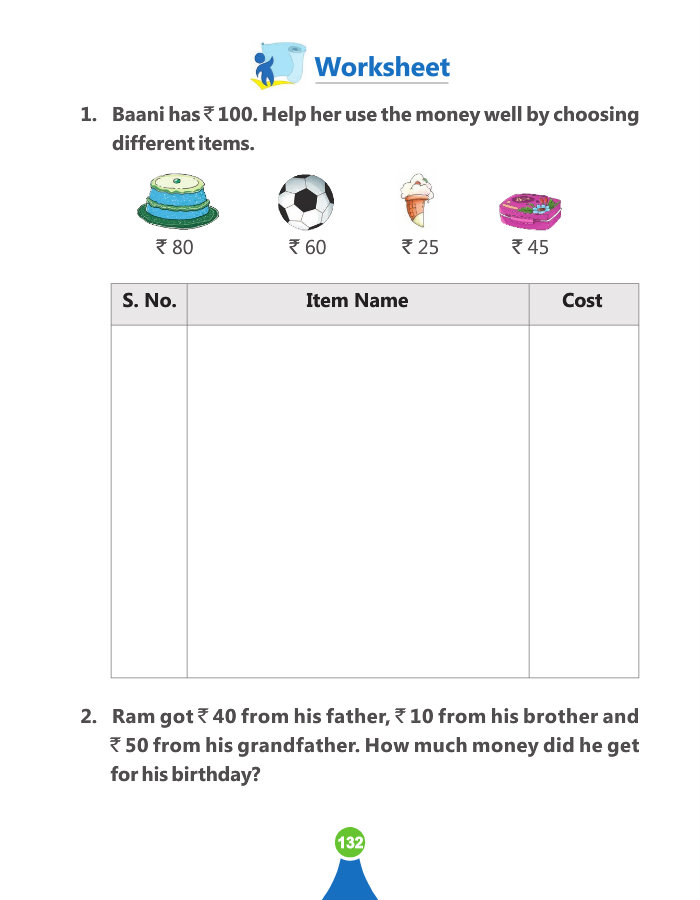 Worksheet
1. Baani has ₹ 100. Help her use the money well by choosing
different items.
₹ 80 ₹ 60 ₹ 25 ₹ 45
S. No. Item Name Cost
2. Ram got ₹ 40 from his father, ₹ 10 from his brother and
₹ 50 from his grandfather. How much money did he get
for his birthday?
132